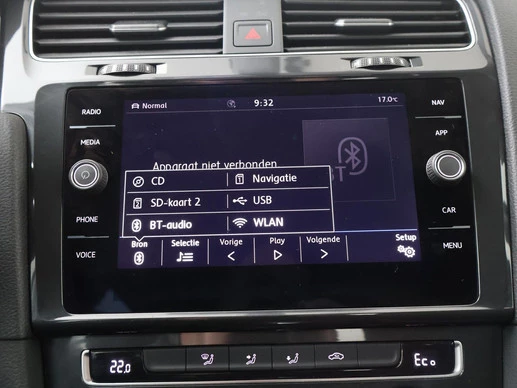 RADIO
MEDIA
PHONE
VOICE
NAV
APP
CAR
MENU
Normal 9:32 17.0°C
Apparaat niet verbonden
BT
CD Navigatie
SD-kaart 2 USB
BT-audio WLAN
Bron Selectie Vorige Play Volgende Setup
22.0 Eco